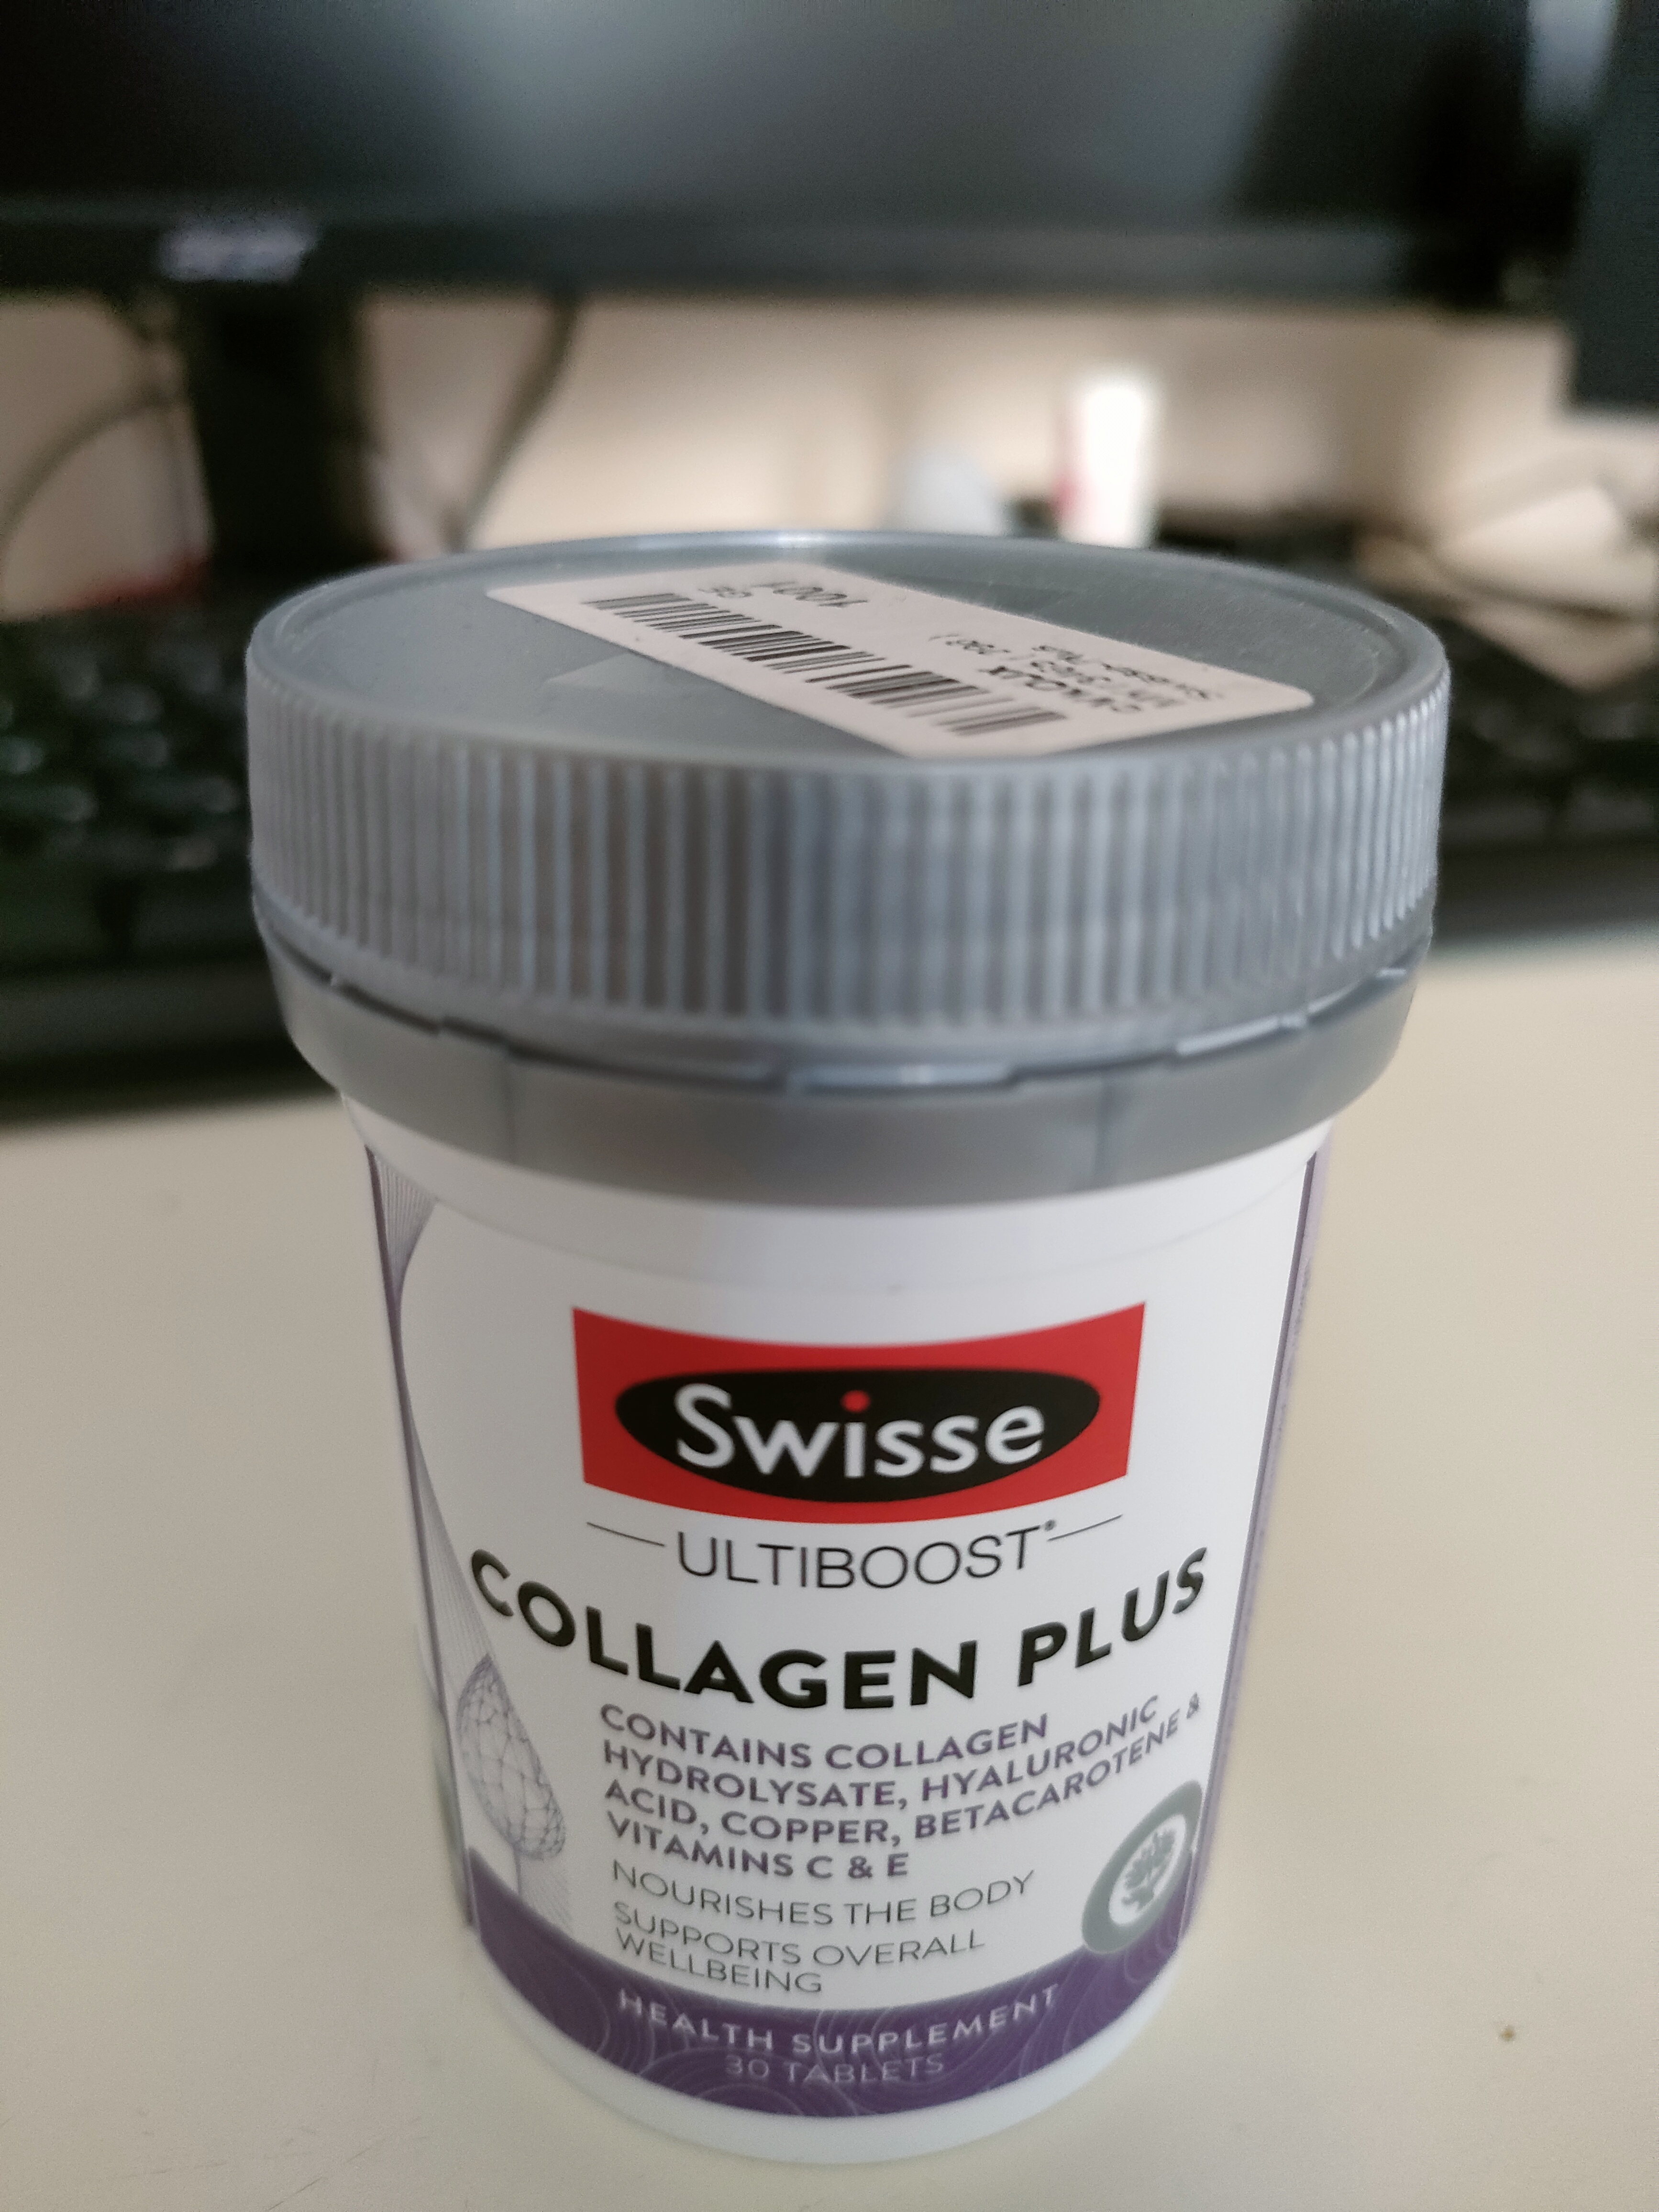 1001
Swisse
ULTIBOOST®
COLLAGEN PLUS
CONTAINS COLLAGEN
HYDROLYSATE, HYALURONIC
ACID, COPPER, BETACAROTENE &
VITAMINS C & E
NOURISHES THE BODY
SUPPORTS OVERALL
WELLBEING
HEALTH SUPPLEMENT
30 TABLETS